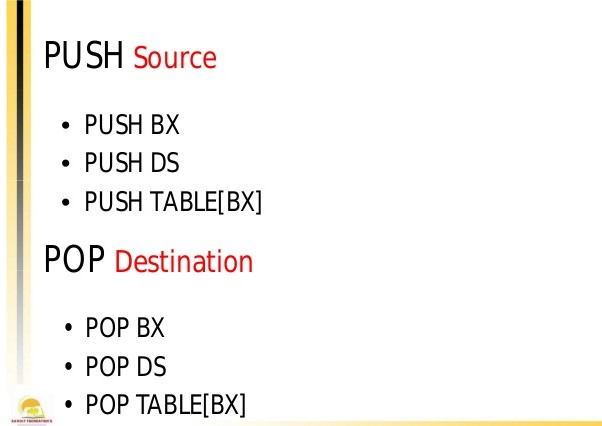 PUSH Source
• PUSH BX
• PUSH DS
• PUSH TABLE[BX]
POP Destination
• POP BX
• POP DS
• POP TABLE[BX]